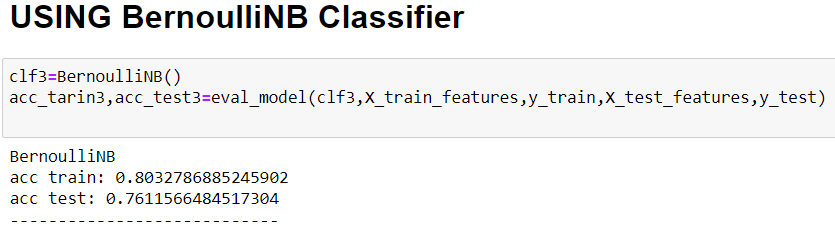 USING BernoulliNB Classifier
clf3=BernoulliNB()
acc_tarin3,acc_test3=eval_model(clf3,X_train_features,y_train,X_test_features,y_test)
BernoulliNB
acc train: 0.8032786885245902
acc test: 0.7611566484517304
----------------------------